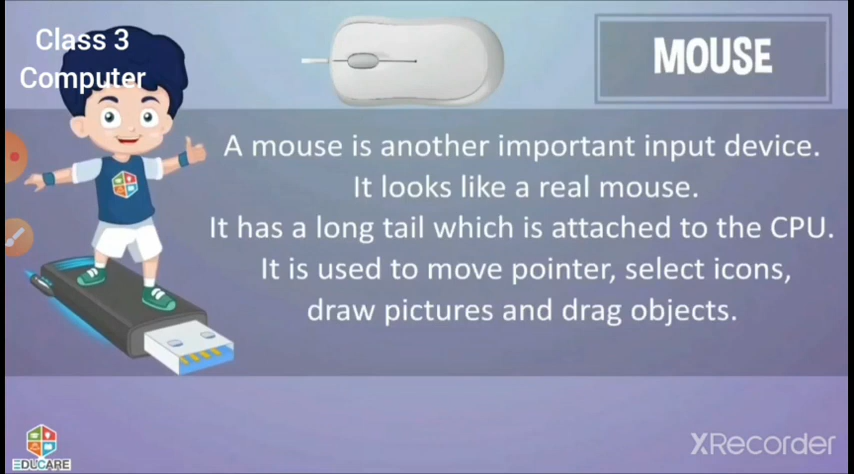 Class 3
Computer
MOUSE
A mouse is another important input device.
It looks like a real mouse.
It has a long tail which is attached to the CPU.
It is used to move pointer, select icons,
draw pictures and drag objects.
EDUCARE
XRecorder